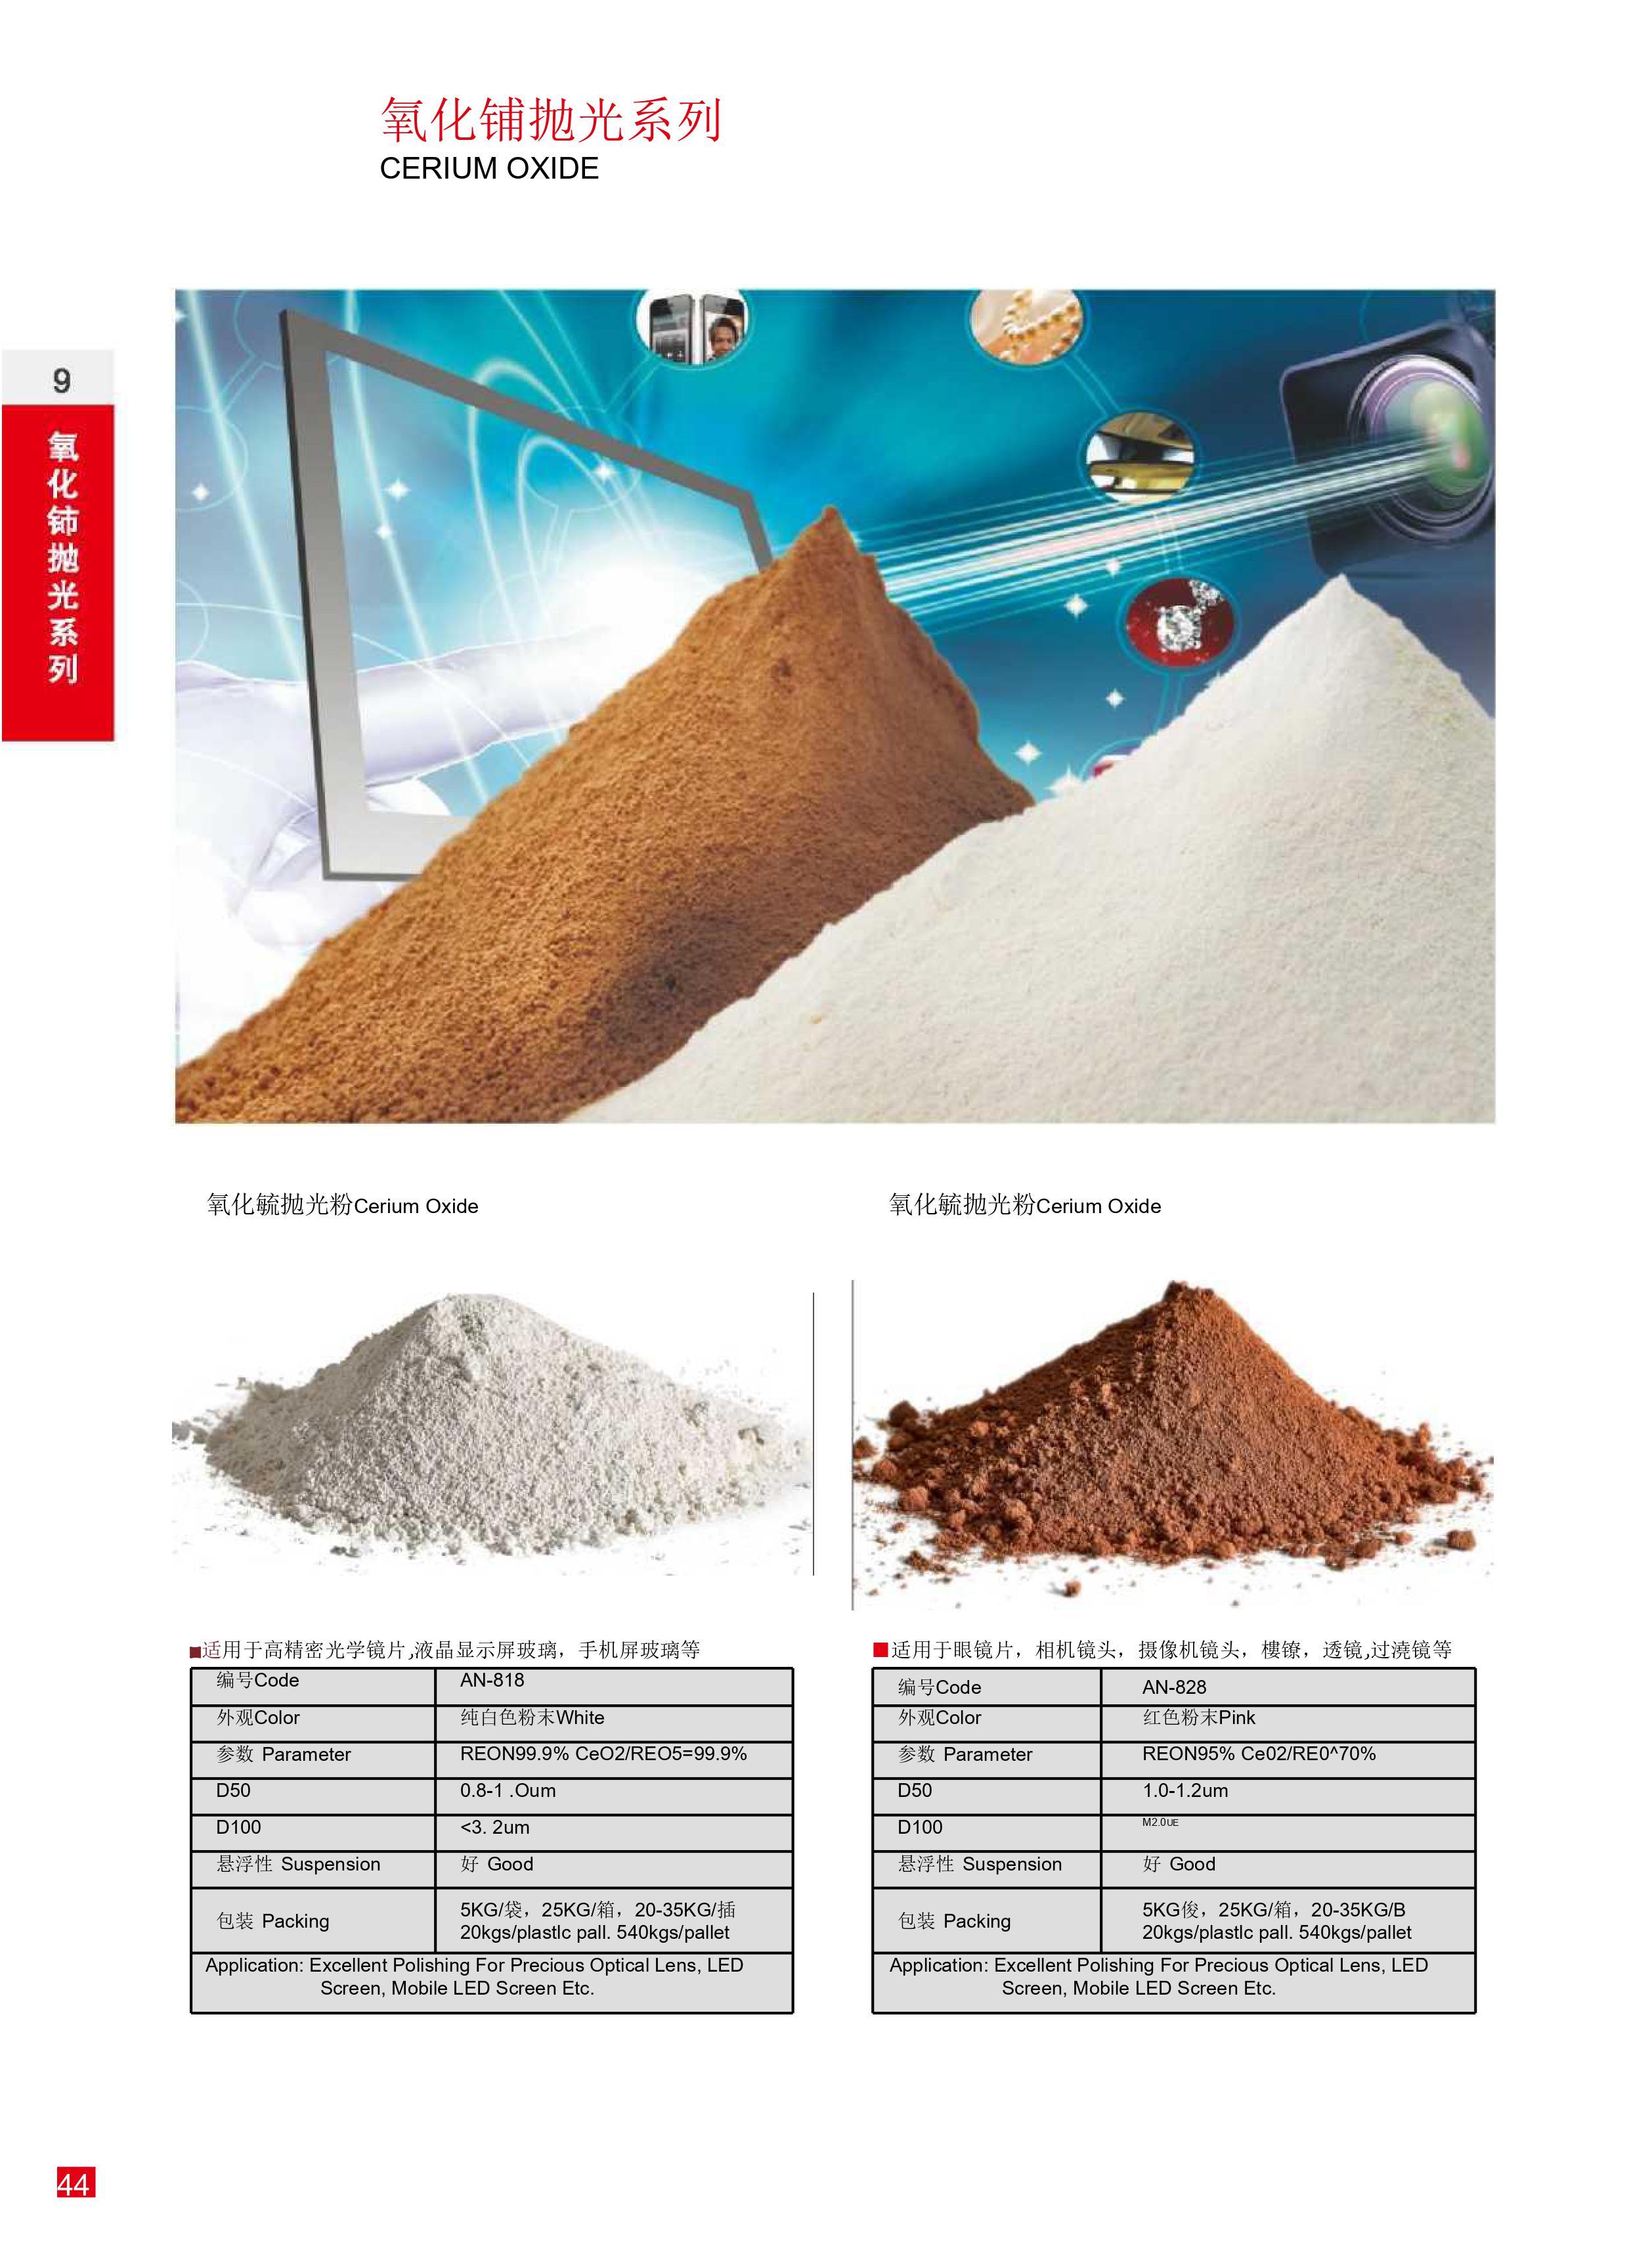 氧化铺抛光系列
CERIUM OXIDE
9
氧化铈抛光系列
氧化毓抛光粉Cerium Oxide
氧化毓抛光粉Cerium Oxide
■适用于高精密光学镜片,液晶显示屏玻璃，手机屏玻璃等
编号Code AN-818
外观Color 纯白色粉末White
参数 Parameter REON99.9% CeO2/REO5=99.9%
D50 0.8-1 .Oum
D100 <3. 2um
悬浮性 Suspension 好 Good
包装 Packing 5KG/袋，25KG/箱，20-35KG/插
20kgs/plastlc pall. 540kgs/pallet
Application: Excellent Polishing For Precious Optical Lens, LED
Screen, Mobile LED Screen Etc.
■适用于眼镜片，相机镜头，摄像机镜头，樓镣，透镜,过澆镜等
编号Code AN-828
外观Color 红色粉末Pink
参数 Parameter REON95% Ce02/RE0^70%
D50 1.0-1.2um
D100 M2.0UE
悬浮性 Suspension 好 Good
包装 Packing 5KG俊，25KG/箱，20-35KG/B
20kgs/plastlc pall. 540kgs/pallet
Application: Excellent Polishing For Precious Optical Lens, LED
Screen, Mobile LED Screen Etc.
44